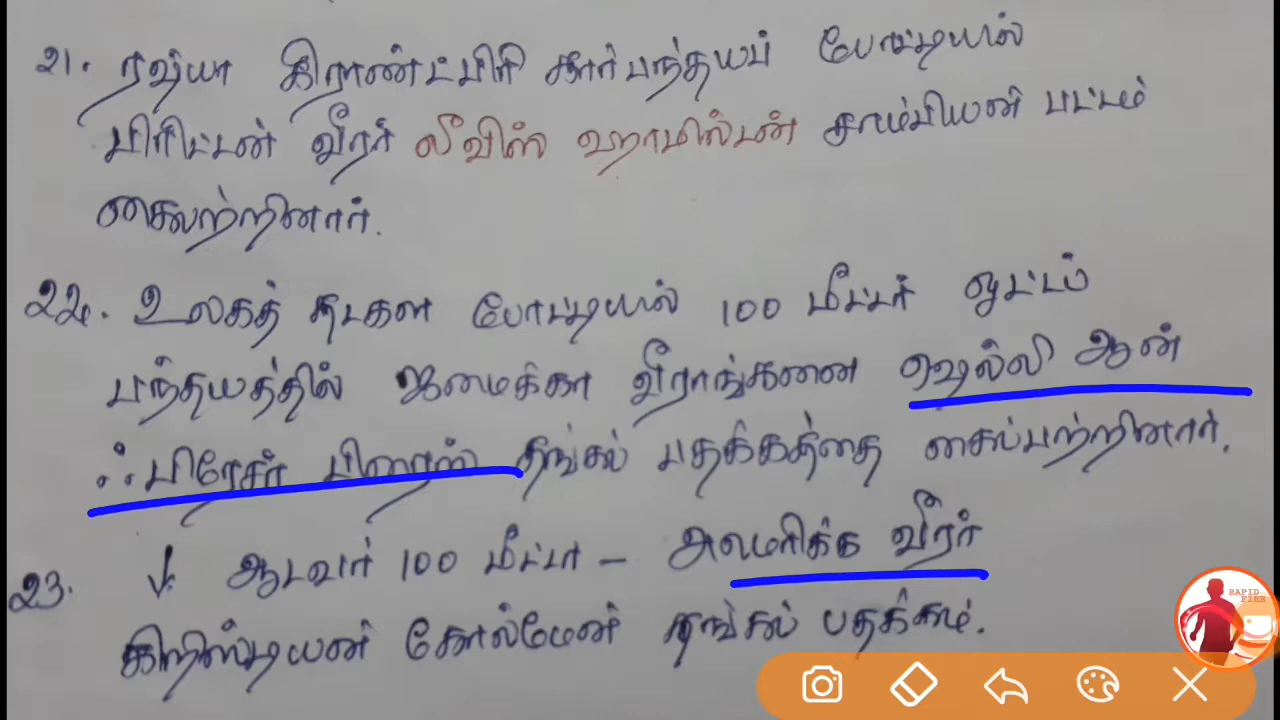 21. ரஷ்யா கிராண்ட்பிரி கார்பந்தயப் போட்டியில்
பிரிட்டன் வீரர் லீவிஸ் ஹாமில்டன் சாம்பியன் பட்டம்
கைபற்றினார்.
22. உலகத் தடகள போட்டியில் 100 மீட்டர் ஓட்டப்
பந்தயத்தில் ஜமைக்கா வீராங்கனை ஷெல்லி ஆன்
ஃபிரேசர் பிரைஸ் தங்கப் பதக்கத்தை கைப்பற்றினார்.
23. ↓ ஆடவர் 100 மீட்டர் – அமெரிக்க வீரர்
கிறிஸ்டியன் கோல்மேன் தங்கப் பதக்கம்.
RAPID
FIRE